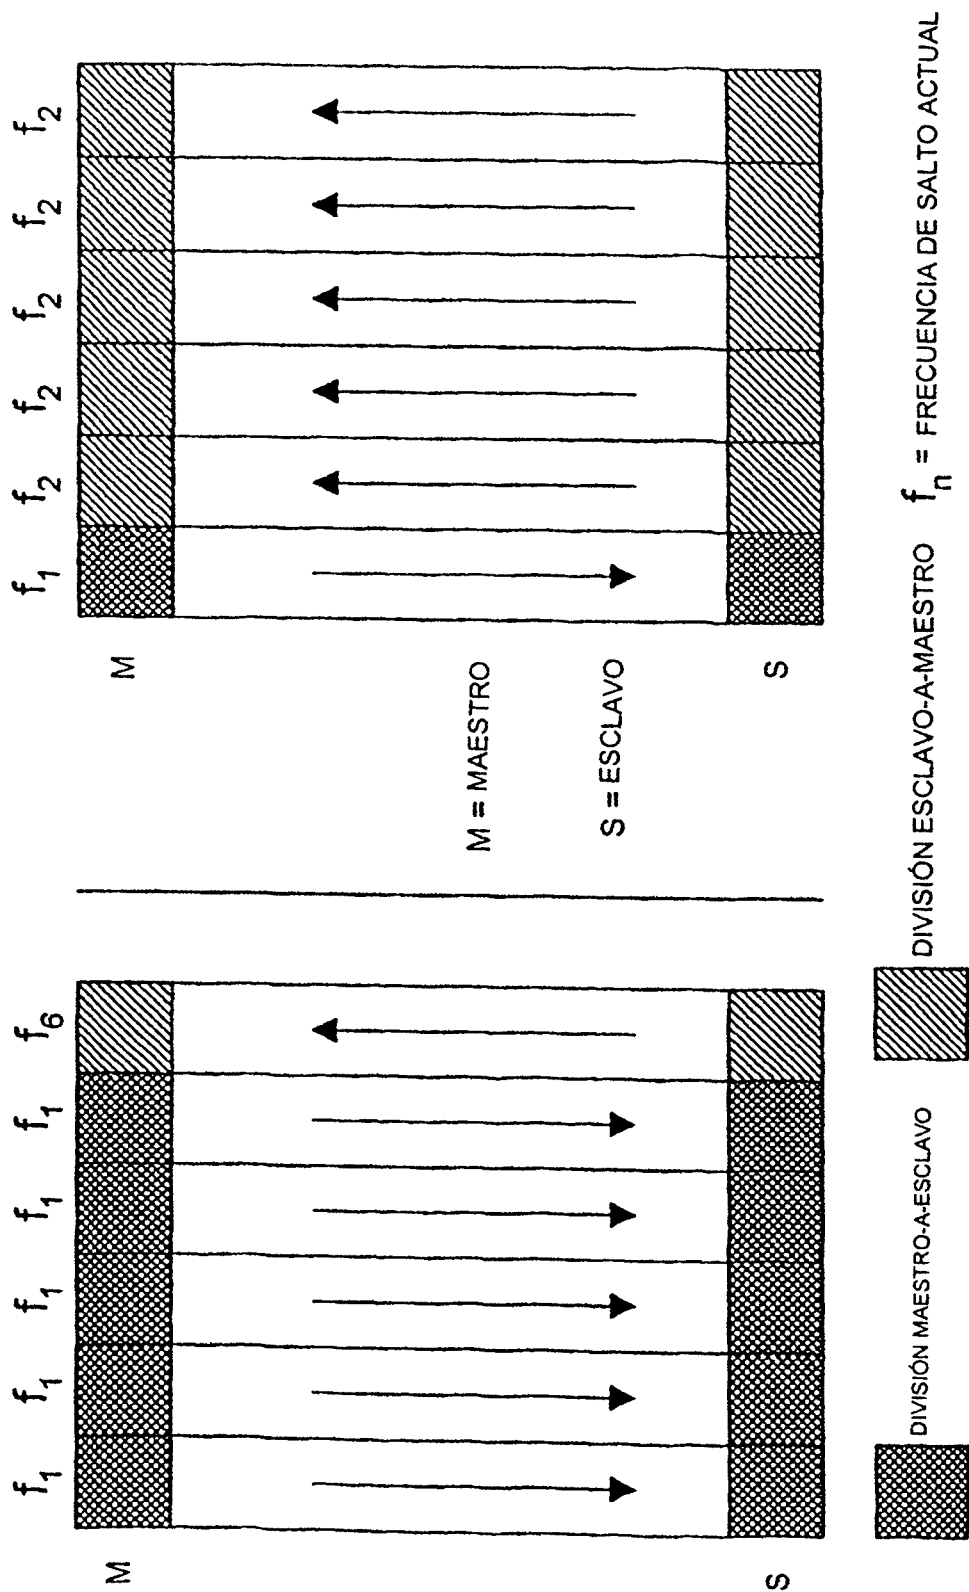 f1 f1 f1 f1 f1 f6
M
S
f1 f2 f2 f2 f2 f2
M
M = MAESTRO
S = ESCLAVO
S
DIVISIÓN MAESTRO-A-ESCLAVO
DIVISIÓN ESCLAVO-A-MAESTRO
fn = FRECUENCIA DE SALTO ACTUAL